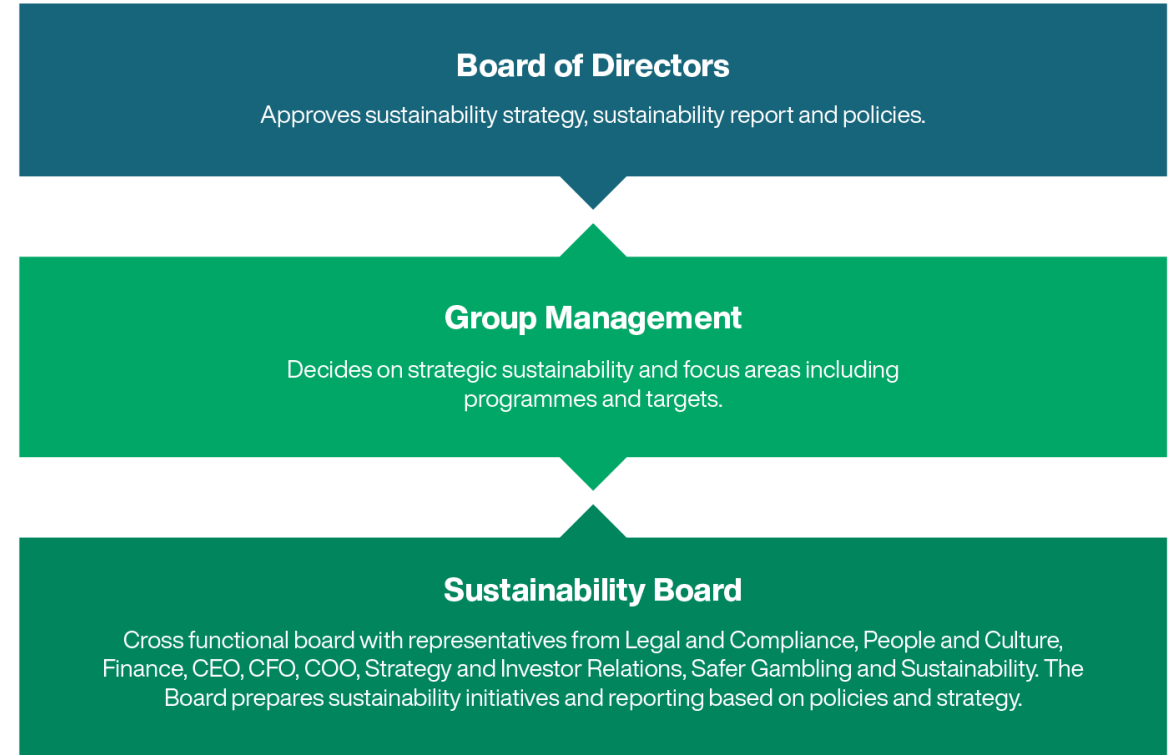 Board of Directors
Approves sustainability strategy, sustainability report and policies.
Group Management
Decides on strategic sustainability and focus areas including
programmes and targets.
Sustainability Board
Cross functional board with representatives from Legal and Compliance, People and Culture,
Finance, CEO, CFO, COO, Strategy and Investor Relations, Safer Gambling and Sustainability. The
Board prepares sustainability initiatives and reporting based on policies and strategy.